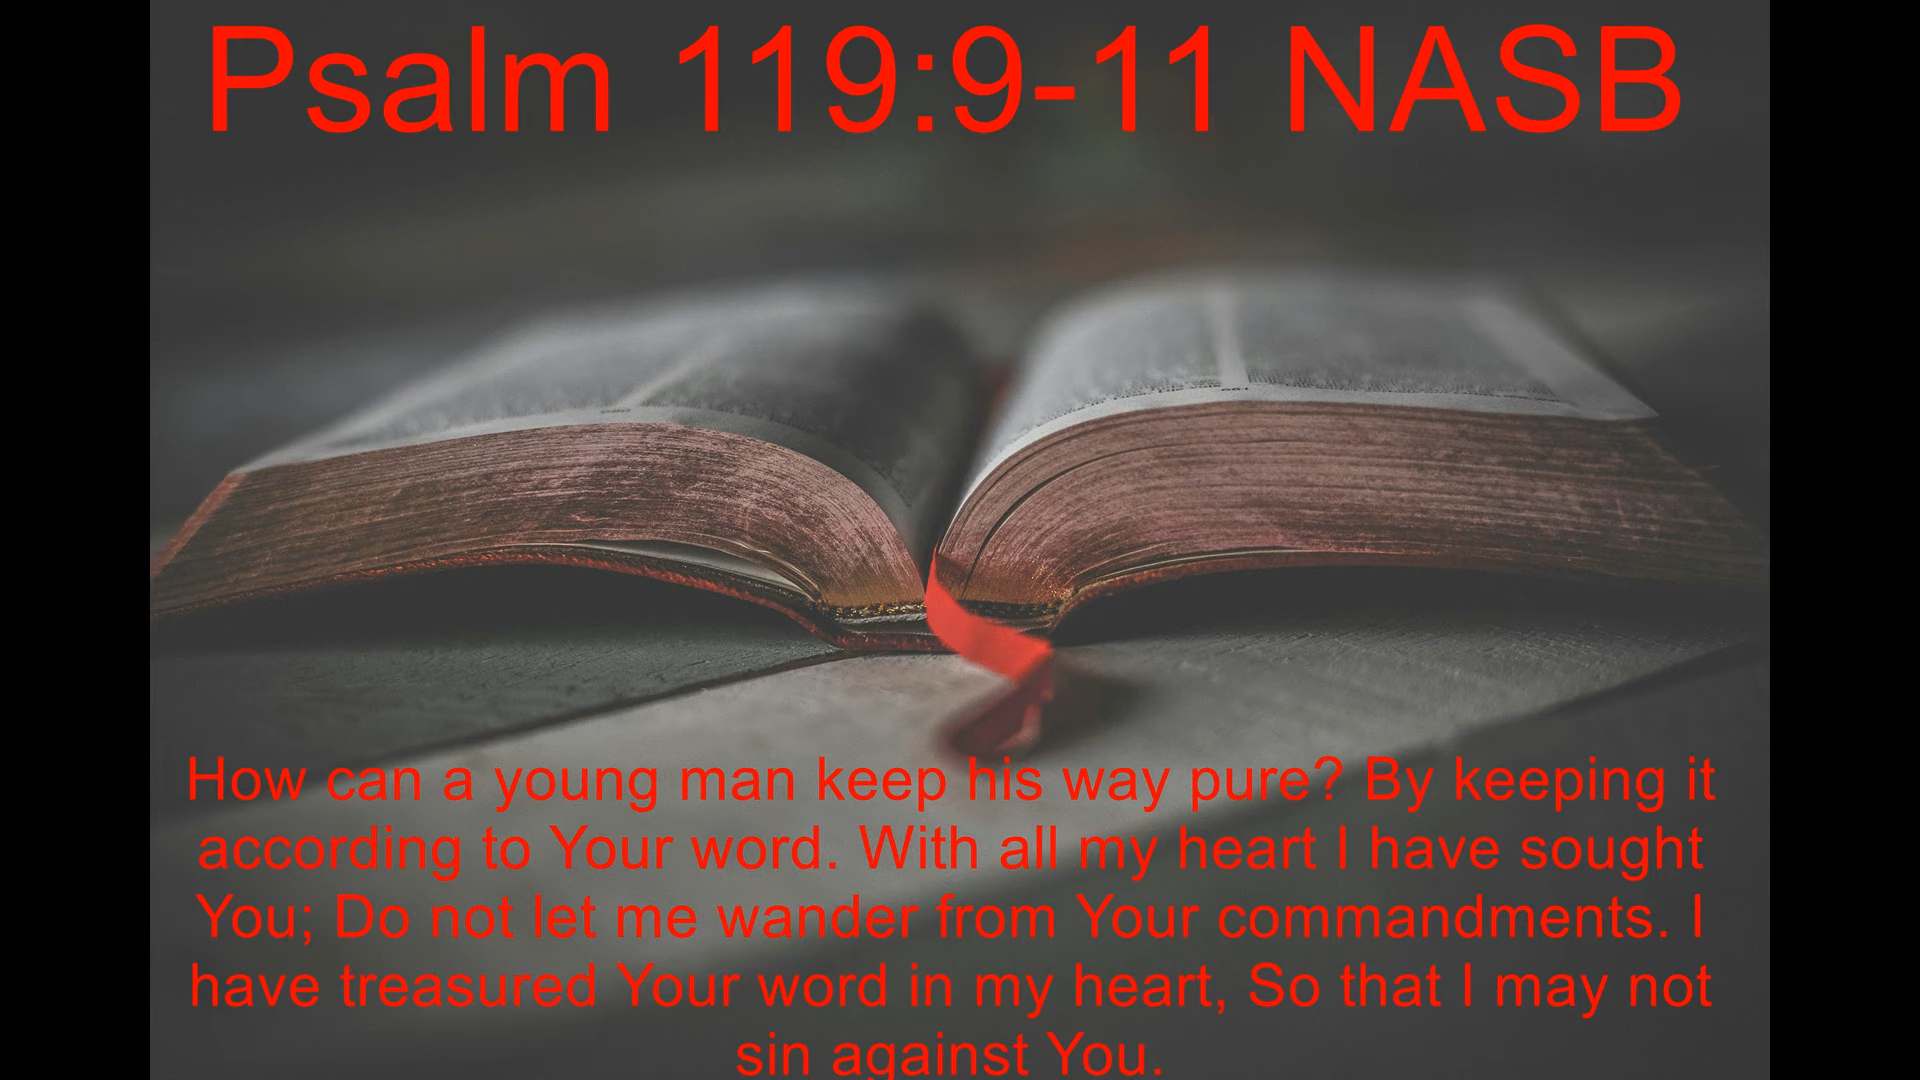 Psalm 119:9-11 NASB
How can a young man keep his way pure? By keeping it
according to Your word. With all my heart I have sought
You; Do not let me wander from Your commandments. I
have treasured Your word in my heart, So that I may not
sin against You.